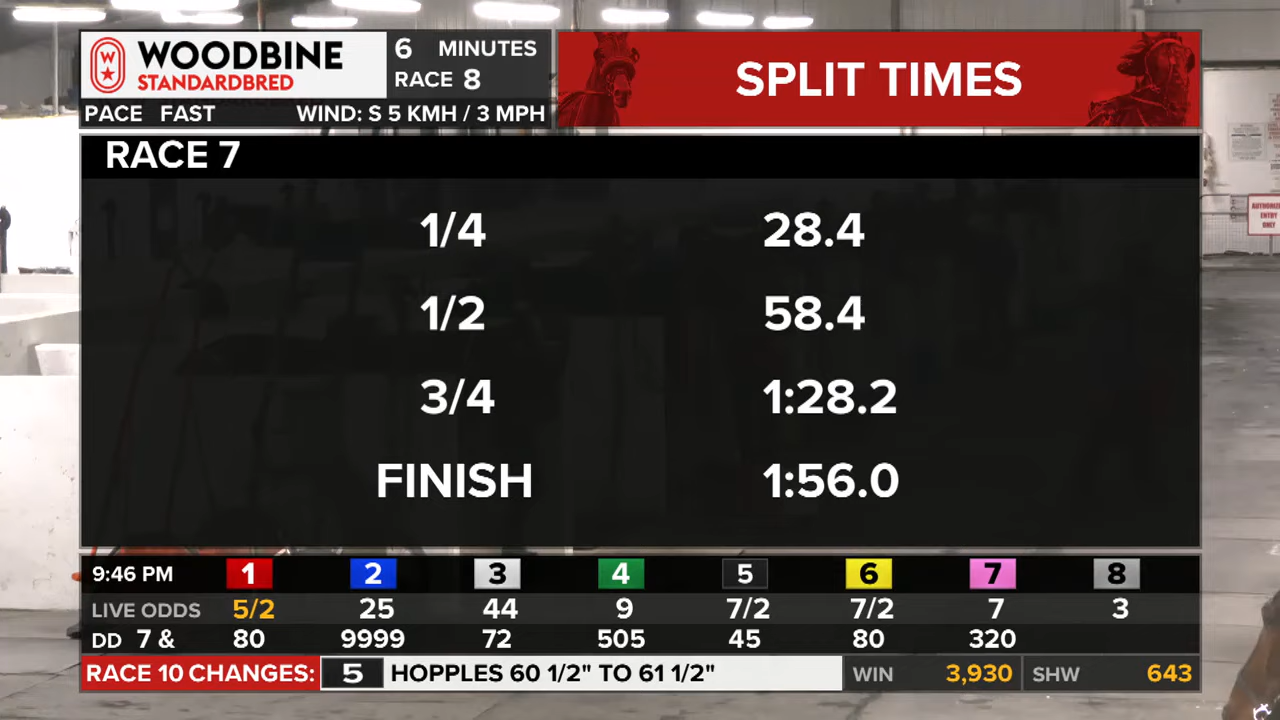 WOODBINE
STANDARDBRED
6 MINUTES
RACE 8
PACE FAST WIND: S 5 KMH / 3 MPH
SPLIT TIMES
RACE 7
1/4 28.4
1/2 58.4
3/4 1:28.2
FINISH 1:56.0
9:46 PM 1 2 3 4 5 6 7 8
LIVE ODDS 5/2 25 44 9 7/2 7/2 7 3
DD 7 & 80 9999 72 505 45 80 320
RACE 10 CHANGES: 5 HOPPLES 60 1/2" TO 61 1/2" WIN 3,930 SHW 643
AUTHORIZE
ENTRY
ONLY